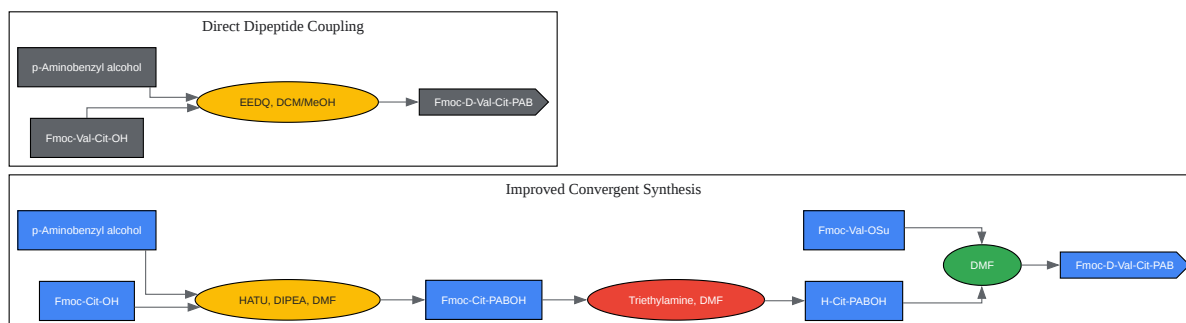 Direct Dipeptide Coupling
p-Aminobenzyl alcohol
EEDQ, DCM/MeOH
Fmoc-D-Val-Cit-PAB
Fmoc-Val-Cit-OH
Improved Convergent Synthesis
p-Aminobenzyl alcohol
Fmoc-Val-OSu
DMF
Fmoc-D-Val-Cit-PAB
Fmoc-Cit-OH
HATU, DIPEA, DMF
Fmoc-Cit-PABOH
Triethylamine, DMF
H-Cit-PABOH